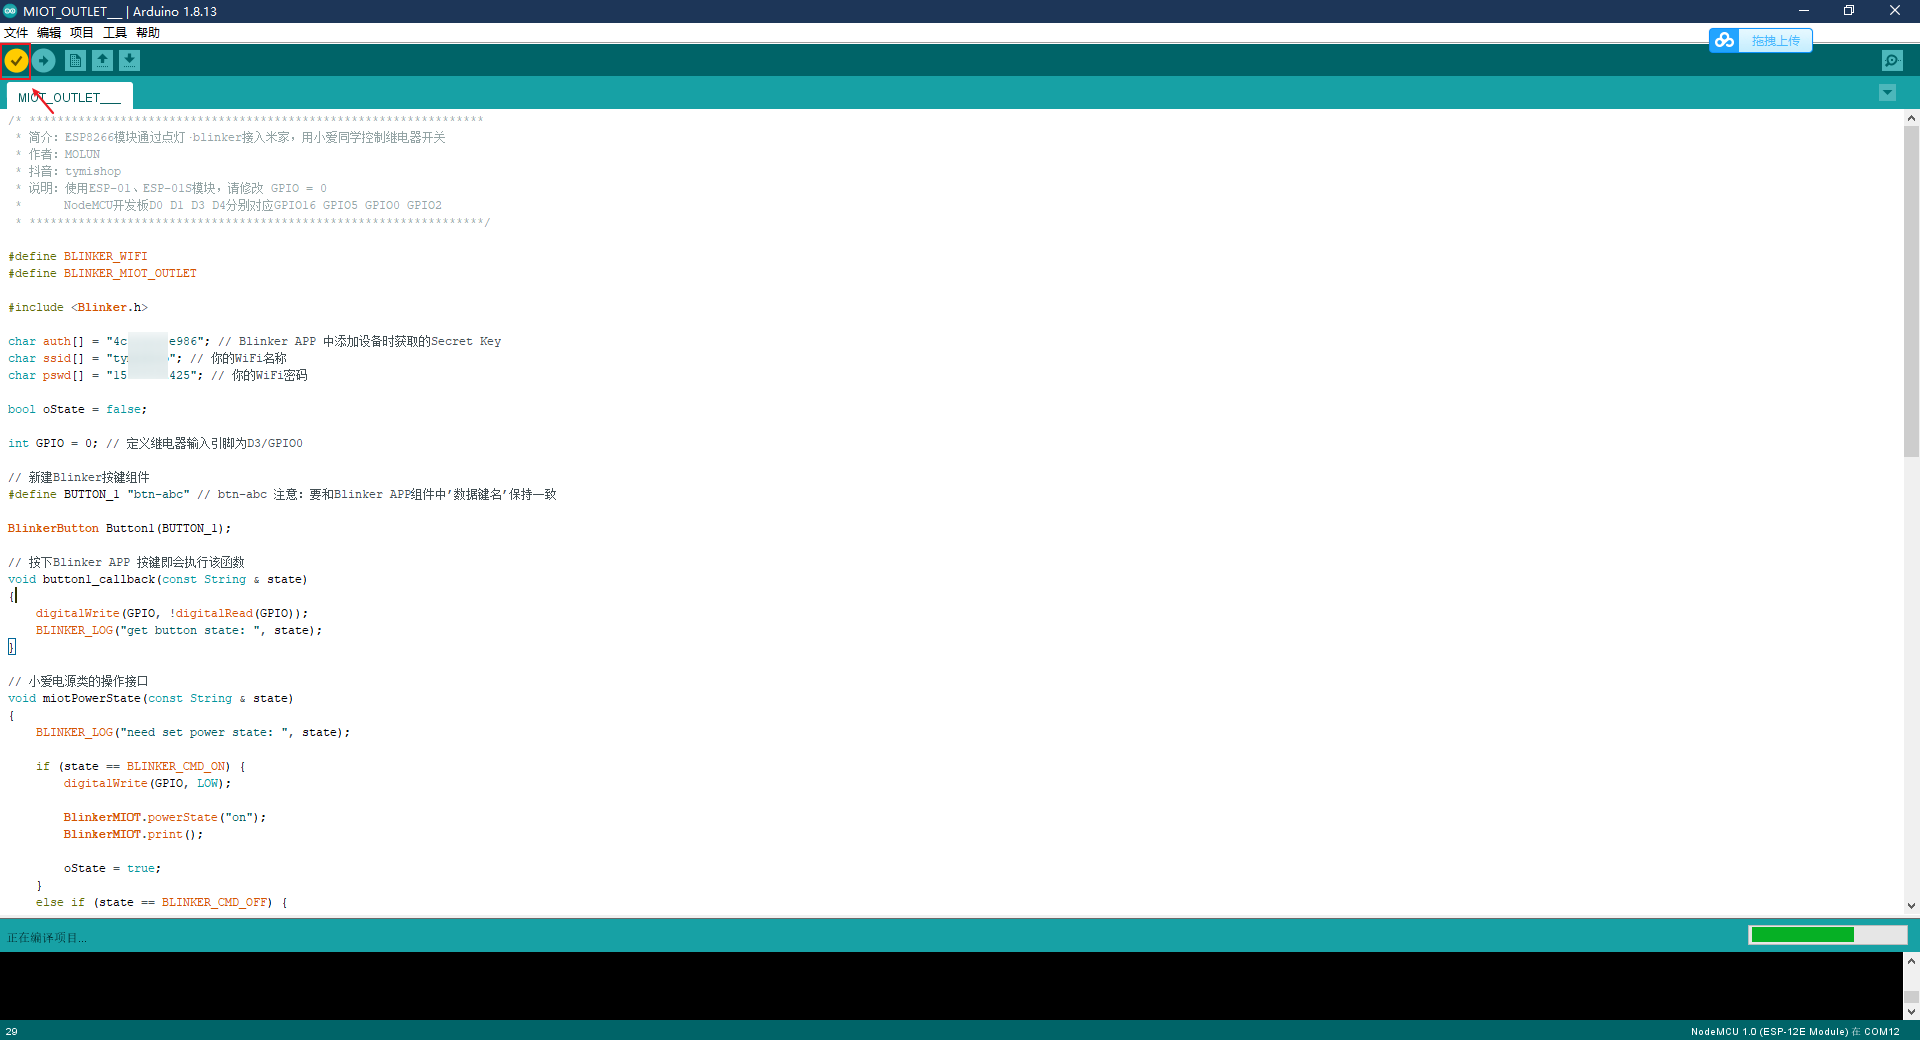 MIOT_OUTLET___ | Arduino 1.8.13
文件 编辑 项目 工具 帮助
拖拽上传
MIOT_OUTLET___
/* *****************************************************************
 * 简介: ESP8266模块通过点灯·blinker接入米家，用小爱同学控制继电器开关
 * 作者: MOLUN
 * 抖音: tymishop
 * 说明: 使用ESP-01、ESP-01S模块，请修改 GPIO = 0
 *      NodeMCU开发板D0 D1 D3 D4分别对应GPIO16 GPIO5 GPIO0 GPIO2
 * *****************************************************************/
#define BLINKER_WIFI
#define BLINKER_MIOT_OUTLET
#include <Blinker.h>
char auth[] = "4c e986"; // Blinker APP 中添加设备时获取的Secret Key
char ssid[] = "ty "; // 你的WiFi名称
char pswd[] = "15 425"; // 你的WiFi密码
bool oState = false;
int GPIO = 0; // 定义继电器输入引脚为D3/GPIO0
// 新建Blinker按键组件
#define BUTTON_1 "btn-abc" // btn-abc 注意: 要和Blinker APP组件中'数据键名'保持一致
BlinkerButton Button1(BUTTON_1);
// 按下Blinker APP 按键即会执行该函数
void button1_callback(const String & state)
{
    digitalWrite(GPIO, !digitalRead(GPIO));
    BLINKER_LOG("get button state: ", state);
}
// 小爱电源类的操作接口
void miotPowerState(const String & state)
{
    BLINKER_LOG("need set power state: ", state);
    if (state == BLINKER_CMD_ON) {
        digitalWrite(GPIO, LOW);
        BlinkerMIOT.powerState("on");
        BlinkerMIOT.print();
        oState = true;
    }
    else if (state == BLINKER_CMD_OFF) {
正在编译项目...
29
NodeMCU 1.0 (ESP-12E Module) 在 COM12